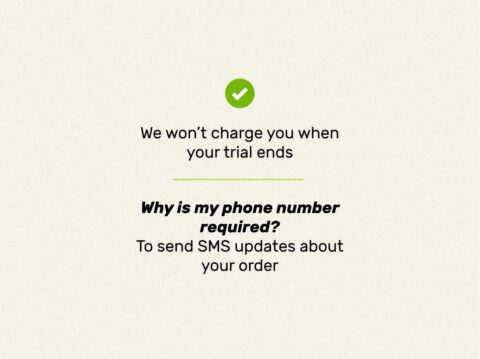 We won’t charge you when
your trial ends
Why is my phone number
required?
To send SMS updates about
your order